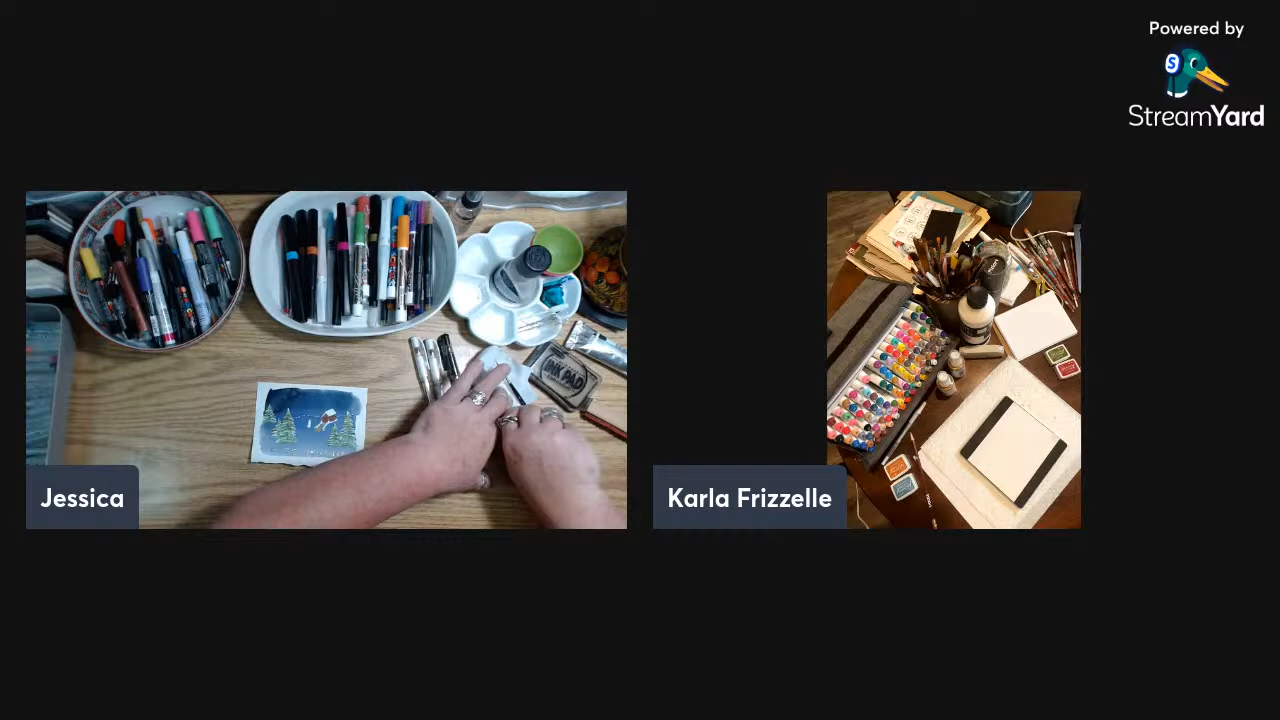 Powered by
S
StreamYard
INK PAD
Jessica
Karla Frizzelle